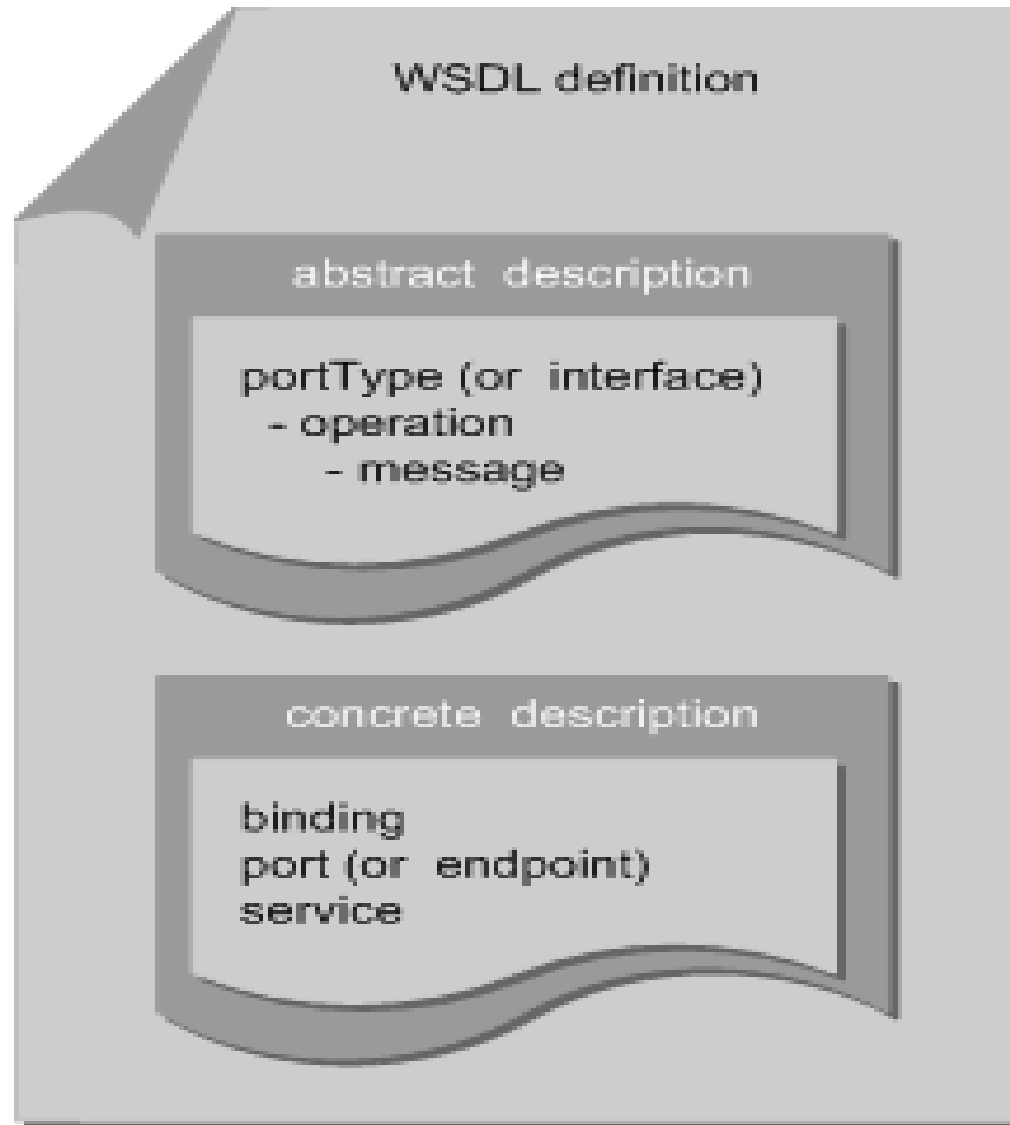 WSDL definition
abstract description
portType (or interface)
- operation
- message
concrete description
binding
port (or endpoint)
service